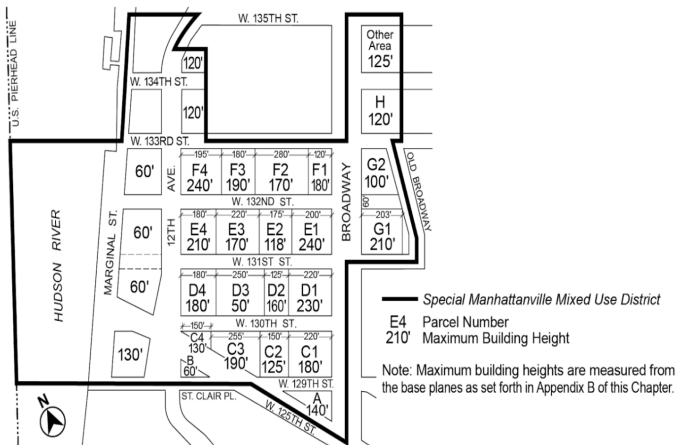 U.S. PIERHEAD LINE
W. 135TH ST.
Other
Area
125'
120'
W. 134TH ST.
120'
H
120'
W. 133RD ST.
195' 180' 280' 120'
60'
AVE.
F4
240'
F3
190'
F2
170'
F1
180'
BROADWAY
G2
100'
OLD BROADWAY
W. 132ND ST.
60'
HUDSON RIVER
MARGINAL ST.
60'
12TH
180' 220' 175' 200' 203'
E4
210'
E3
170'
E2
118'
E1
240'
G1
210'
W. 131ST ST.
60'
180' 250' 125' 220'
D4
180'
D3
50'
D2
160'
D1
230'
W. 130TH ST.
130'
150' 255' 150' 220'
C4
130'
B
60'
C3
190'
C2
125'
C1
180'
W. 129TH ST.
ST. CLAIR PL.
W. 125TH ST.
A
140'
N
Special Manhattanville Mixed Use District
E4 Parcel Number
210' Maximum Building Height
Note: Maximum building heights are measured from
the base planes as set forth in Appendix B of this Chapter.